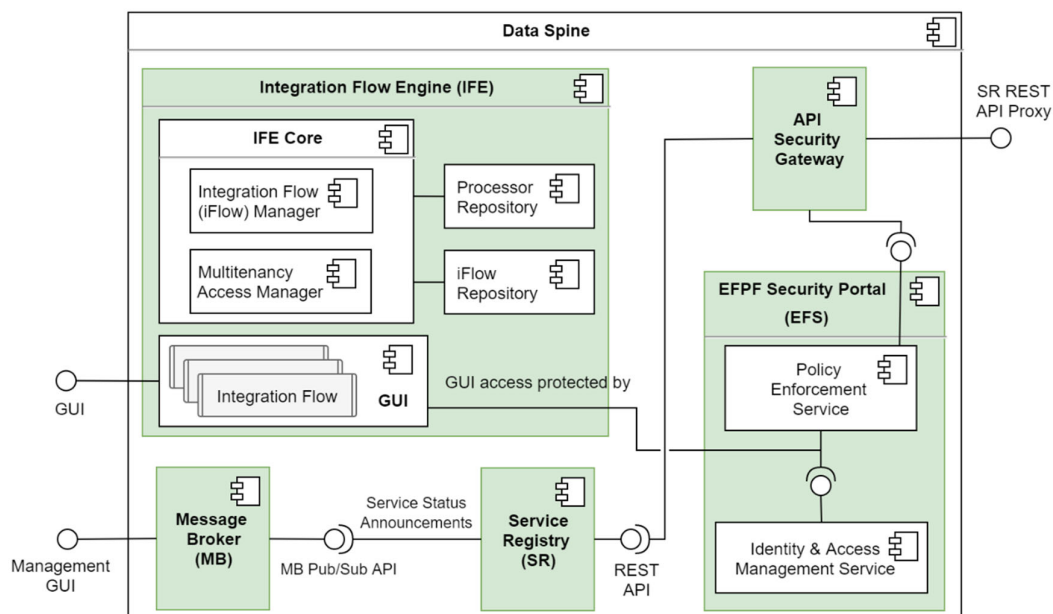 Data Spine
Integration Flow Engine (IFE)
IFE Core
Integration Flow
(iFlow) Manager
Multitenancy
Access Manager
Processor
Repository
iFlow
Repository
Integration Flow
GUI
GUI
GUI access protected by
API
Security
Gateway
SR REST
API Proxy
EFPF Security Portal
(EFS)
Policy
Enforcement
Service
Identity & Access
Management Service
Management
GUI
Message
Broker
(MB)
MB Pub/Sub API
Service Status
Announcements
Service
Registry
(SR)
REST
API